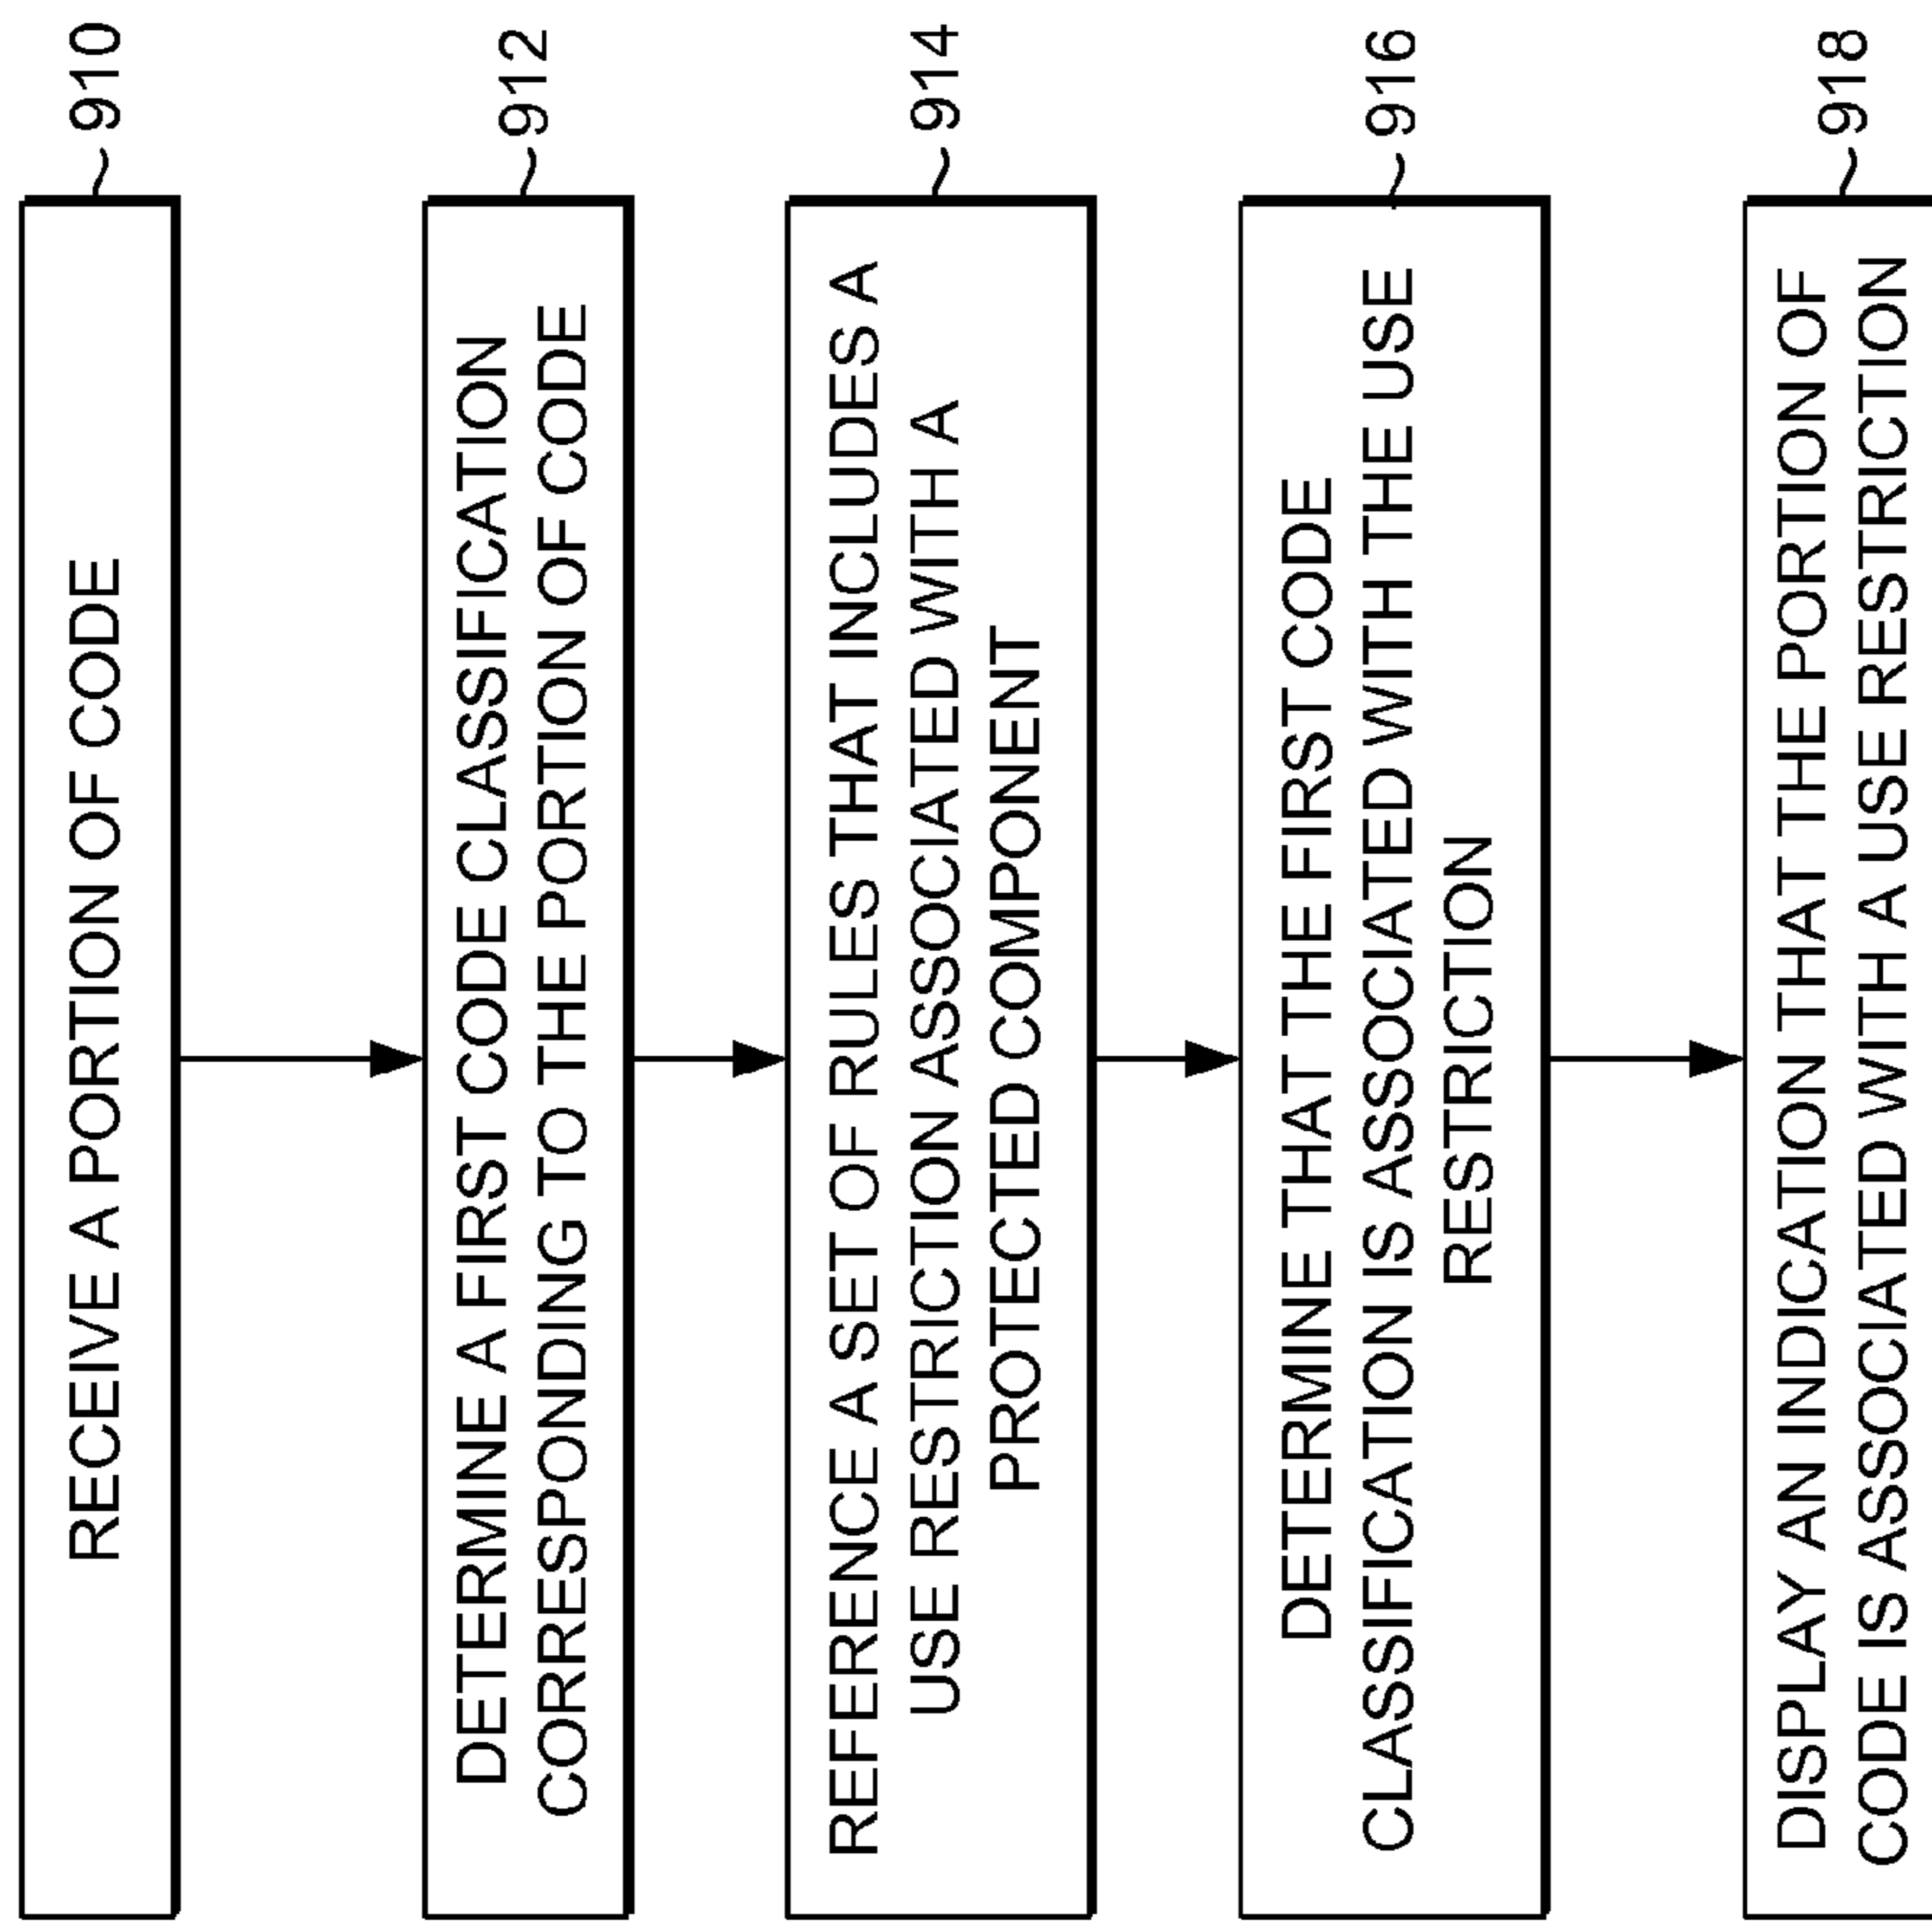 RECEIVE A PORTION OF CODE
910
DETERMINE A FIRST CODE CLASSIFICATION
CORRESPONDING TO THE PORTION OF CODE
912
REFERENCE A SET OF RULES THAT INCLUDES A
USE RESTRICTION ASSOCIATED WITH A
PROTECTED COMPONENT
914
DETERMINE THAT THE FIRST CODE
CLASSIFICATION IS ASSOCIATED WITH THE USE
RESTRICTION
916
DISPLAY AN INDICATION THAT THE PORTION OF
CODE IS ASSOCIATED WITH A USE RESTRICTION
918